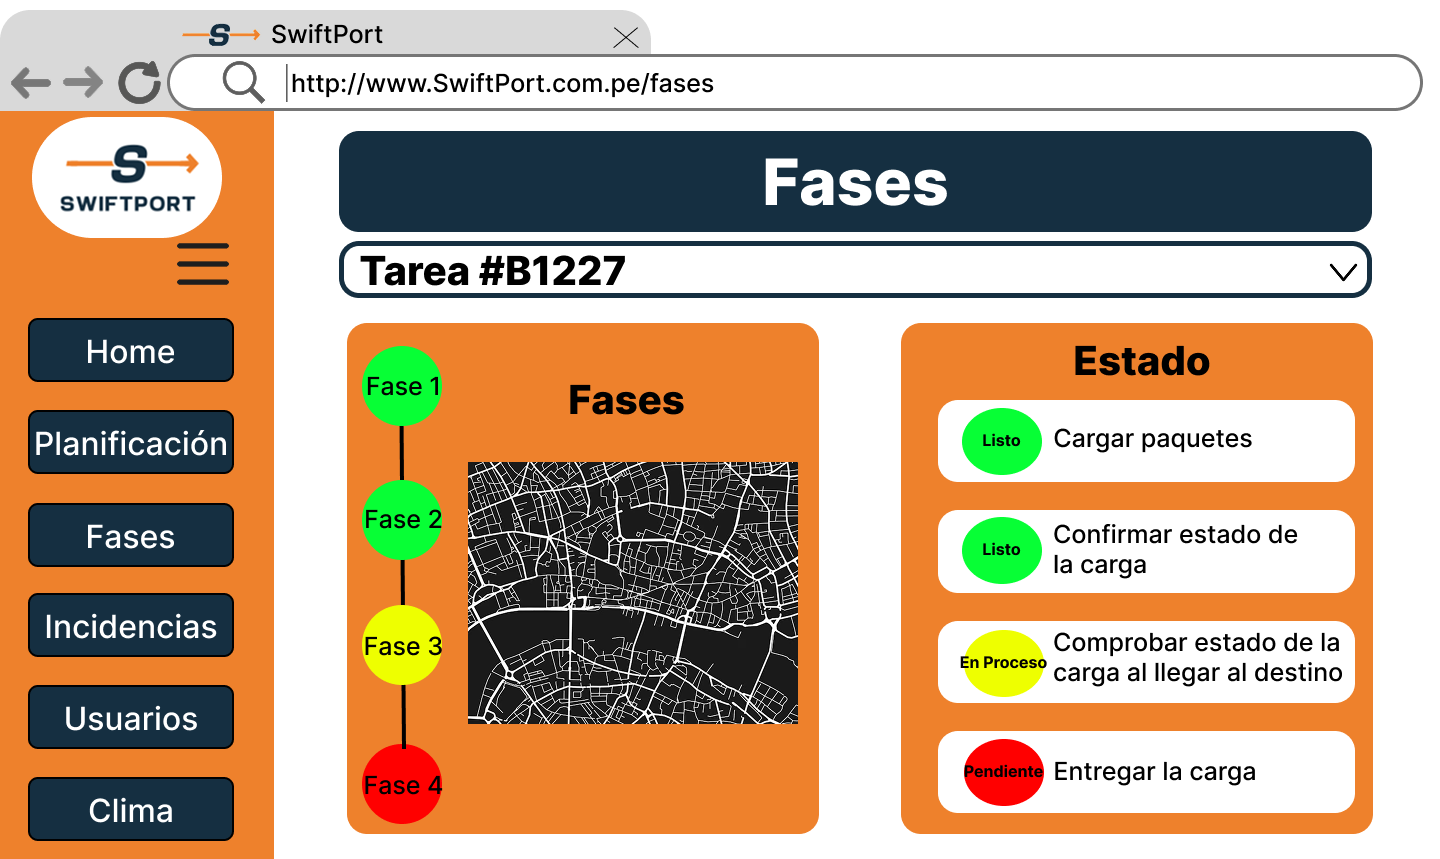 SwiftPort
http://www.SwiftPort.com.pe/fases
S
SWIFTPORT
Home
Planificación
Fases
Incidencias
Usuarios
Clima
Fases
Tarea #B1227
Fase 1
Fase 2
Fase 3
Fase 4
Fases
Estado
Listo
Cargar paquetes
Listo
Confirmar estado de
la carga
En Proceso
Comprobar estado de la
carga al llegar al destino
Pendiente
Entregar la carga